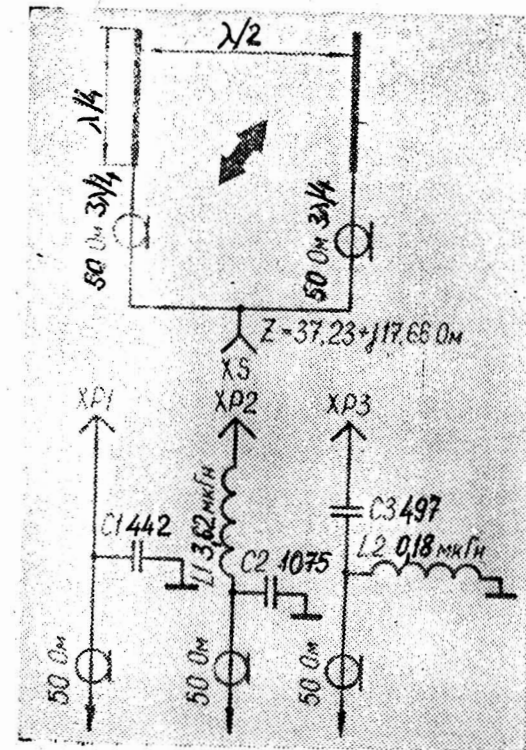 λ/2
λ/4
50 Ом 3λ/4
50 Ом 3λ/4
Z=37,23+j17,66 Ом
XS
XP1
XP2
XP3
C1 442
L1 3,62 мкГн
C2 1075
C3 497
L2 0,18 мкГн
50 Ом
50 Ом
50 Ом